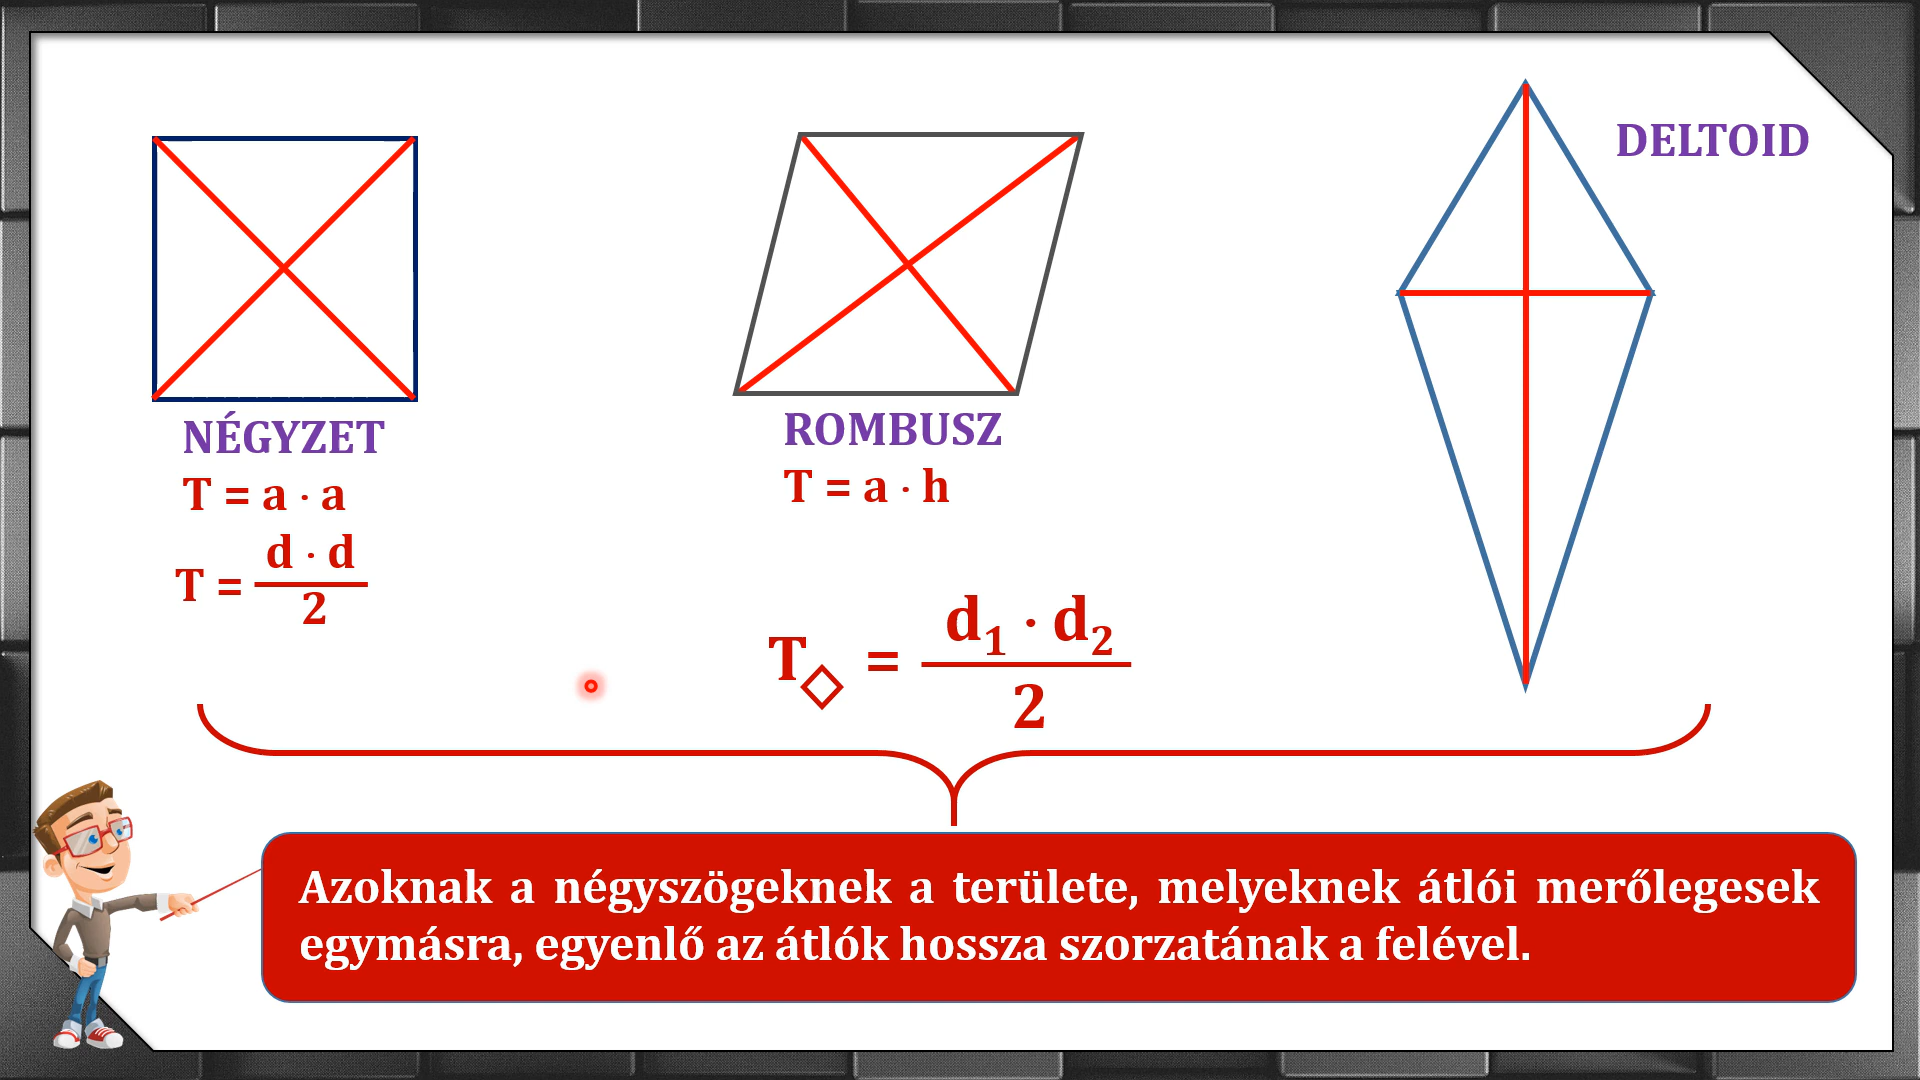 DELTOID
NÉGYZET
T = a · a
T = d · d / 2
ROMBUSZ
T = a · h
T◇ = d₁ · d₂ / 2
Azoknak a négyszögeknek a területe, melyeknek átlói merőlegesek
egymásra, egyenlő az átlók hossza szorzatának a felével.